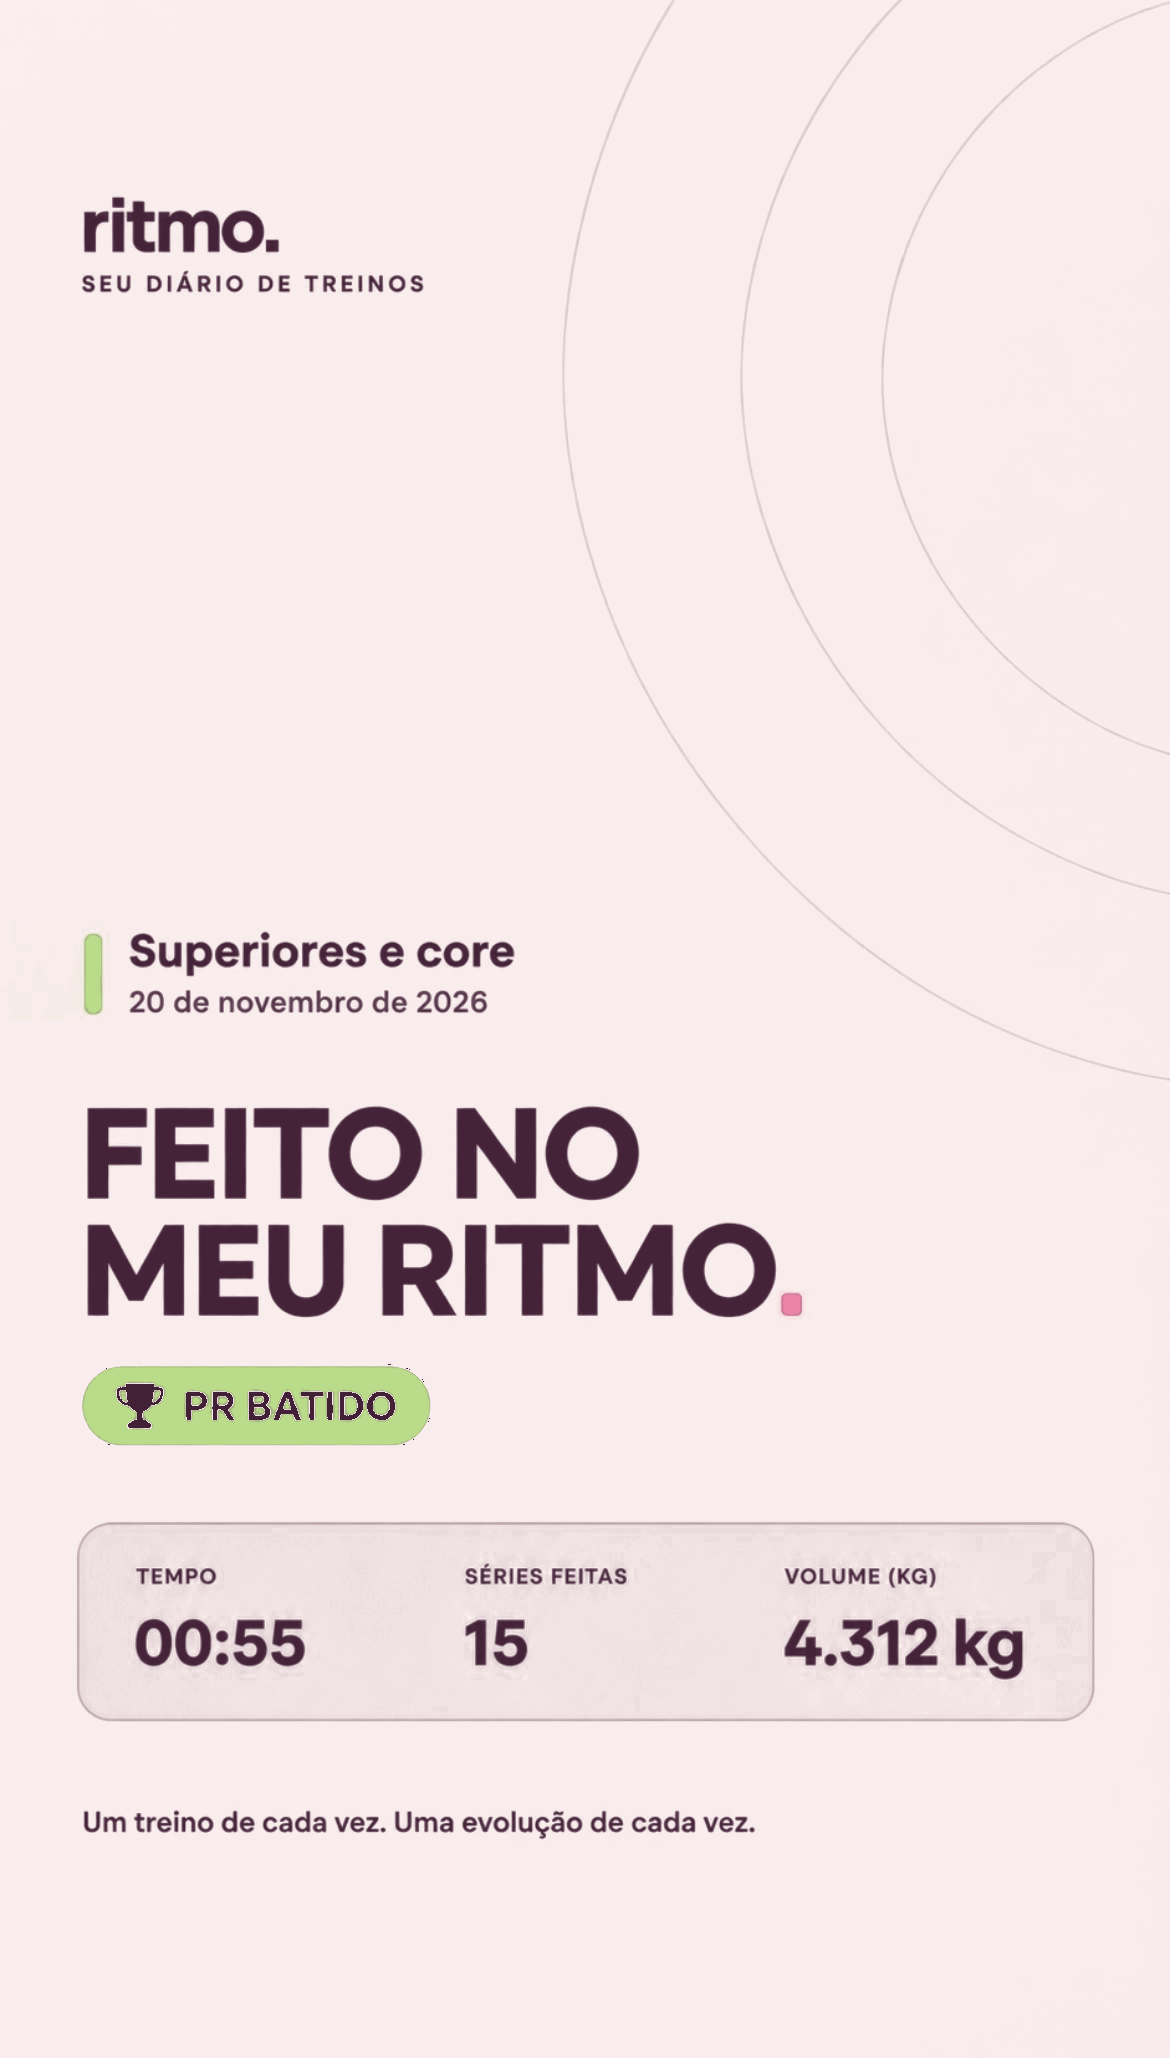 ritmo.
SEU DIÁRIO DE TREINOS
Superiores e core
20 de novembro de 2026
FEITO NO
MEU RITMO.
PR BATIDO
TEMPO SÉRIES FEITAS VOLUME (KG)
00:55 15 4.312 kg
Um treino de cada vez. Uma evolução de cada vez.